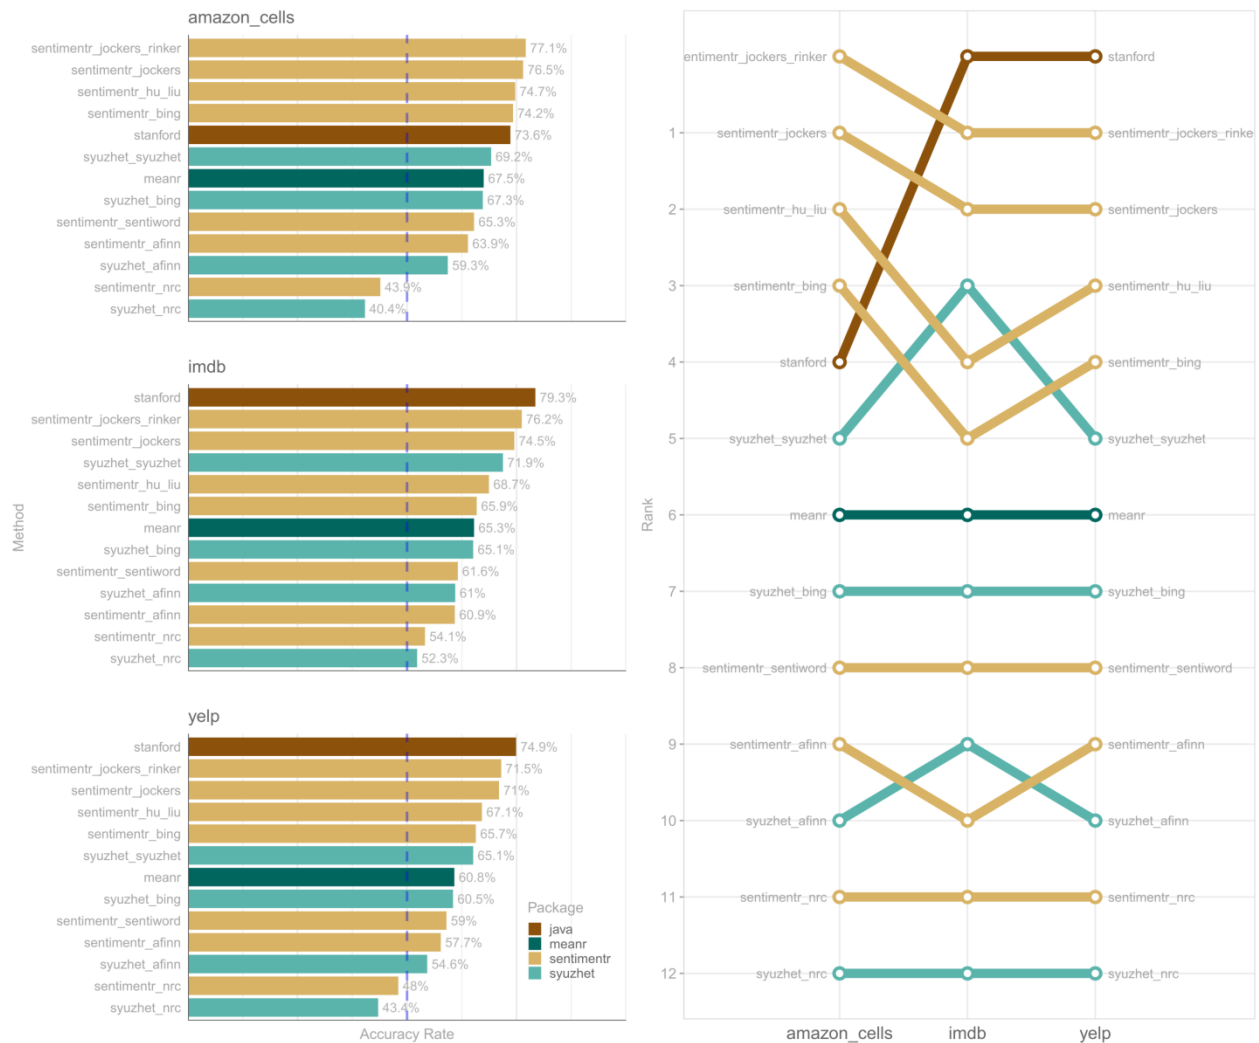 amazon_cells
sentimentr_jockers_rinker 77.1%
sentimentr_jockers 76.5%
sentimentr_hu_liu 74.7%
sentimentr_bing 74.2%
stanford 73.6%
syuzhet_syuzhet 69.2%
meanr 67.5%
syuzhet_bing 67.3%
sentimentr_sentiword 65.3%
sentimentr_afinn 63.9%
syuzhet_afinn 59.3%
sentimentr_nrc 43.9%
syuzhet_nrc 40.4%
imdb
stanford 79.3%
sentimentr_jockers_rinker 76.2%
sentimentr_jockers 74.5%
syuzhet_syuzhet 71.9%
sentimentr_hu_liu 68.7%
sentimentr_bing 65.9%
meanr 65.3%
syuzhet_bing 65.1%
sentimentr_sentiword 61.6%
syuzhet_afinn 61%
sentimentr_afinn 60.9%
sentimentr_nrc 54.1%
syuzhet_nrc 52.3%
Method
yelp
stanford 74.9%
sentimentr_jockers_rinker 71.5%
sentimentr_jockers 71%
sentimentr_hu_liu 67.1%
sentimentr_bing 65.7%
syuzhet_syuzhet 65.1%
meanr 60.8%
syuzhet_bing 60.5%
sentimentr_sentiword 59%
sentimentr_afinn 57.7%
syuzhet_afinn 54.6%
sentimentr_nrc 48%
syuzhet_nrc 43.4%
Accuracy Rate
Package
java
meanr
sentimentr
syuzhet
entimentr_jockers_rinker stanford
1 sentimentr_jockers sentimentr_jockers_rinke
2 sentimentr_hu_liu sentimentr_jockers
3 sentimentr_bing sentimentr_hu_liu
4 stanford sentimentr_bing
5 syuzhet_syuzhet syuzhet_syuzhet
Rank
6 meanr meanr
7 syuzhet_bing syuzhet_bing
8 sentimentr_sentiword sentimentr_sentiword
9 sentimentr_afinn sentimentr_afinn
10 syuzhet_afinn syuzhet_afinn
11 sentimentr_nrc sentimentr_nrc
12 syuzhet_nrc syuzhet_nrc
amazon_cells imdb yelp